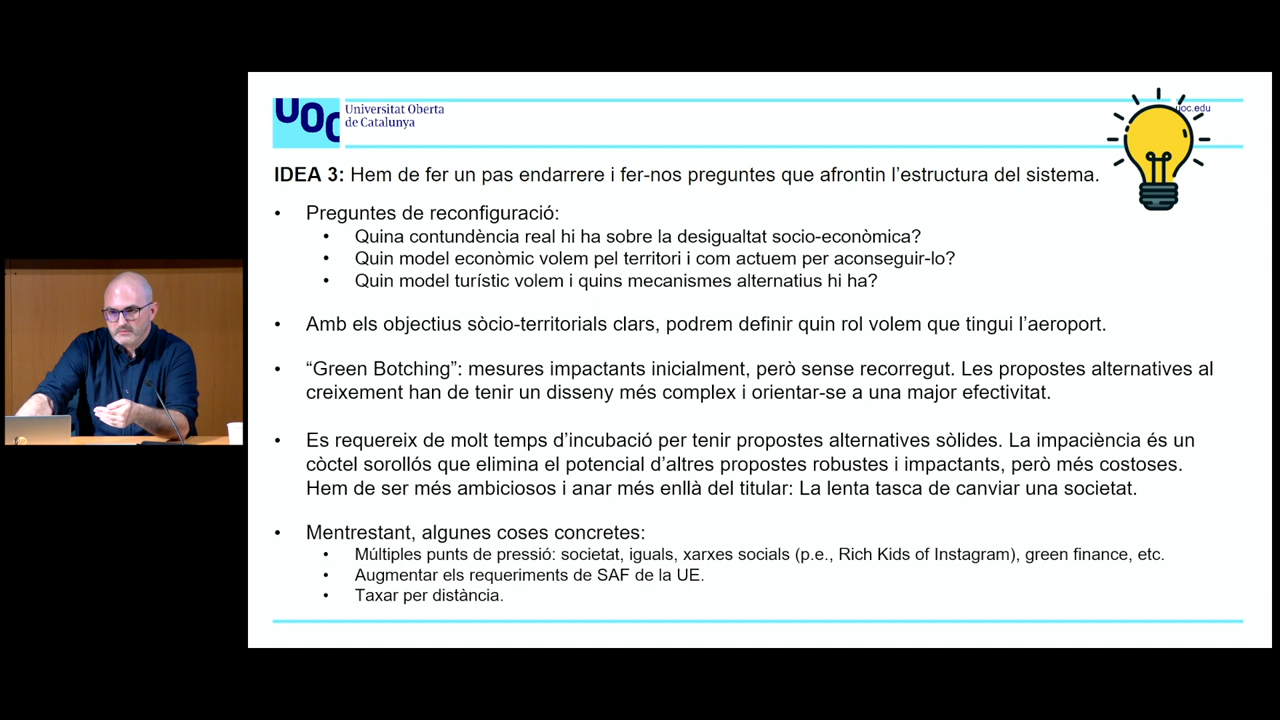 UOC
Universitat Oberta
de Catalunya
uoc.edu
IDEA 3: Hem de fer un pas endarrere i fer-nos preguntes que afrontin l’estructura del sistema.
• Preguntes de reconfiguració:
• Quina contundència real hi ha sobre la desigualtat socio-econòmica?
• Quin model econòmic volem pel territori i com actuem per aconseguir-lo?
• Quin model turístic volem i quins mecanismes alternatius hi ha?
• Amb els objectius sòcio-territorials clars, podrem definir quin rol volem que tingui l’aeroport.
• “Green Botching”: mesures impactants inicialment, però sense recorregut. Les propostes alternatives al
creixement han de tenir un disseny més complex i orientar-se a una major efectivitat.
• Es requereix de molt temps d’incubació per tenir propostes alternatives sòlides. La impaciència és un
còctel sorollós que elimina el potencial d’altres propostes robustes i impactants, però més costoses.
Hem de ser més ambiciosos i anar més enllà del titular: La lenta tasca de canviar una societat.
• Mentrestant, algunes coses concretes:
• Múltiples punts de pressió: societat, iguals, xarxes socials (p.e., Rich Kids of Instagram), green finance, etc.
• Augmentar els requeriments de SAF de la UE.
• Taxar per distància.